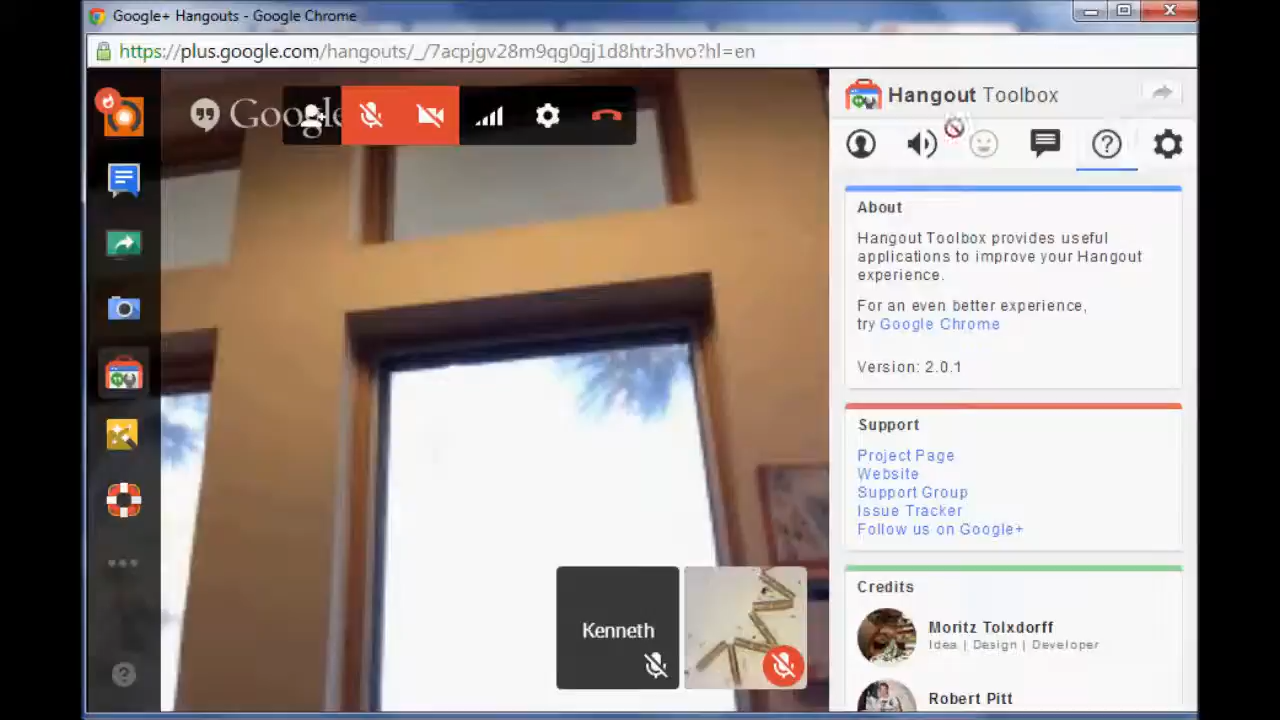 Google+ Hangouts - Google Chrome
https://plus.google.com/hangouts/_/7acpjgv28m9qg0gj1d8htr3hvo?hl=en
Google
Hangout Toolbox
About
Hangout Toolbox provides useful
applications to improve your Hangout
experience.
For an even better experience,
try Google Chrome
Version: 2.0.1
Support
Project Page
Website
Support Group
Issue Tracker
Follow us on Google+
Credits
Moritz Tolxdorff
Idea | Design | Developer
Robert Pitt
Kenneth